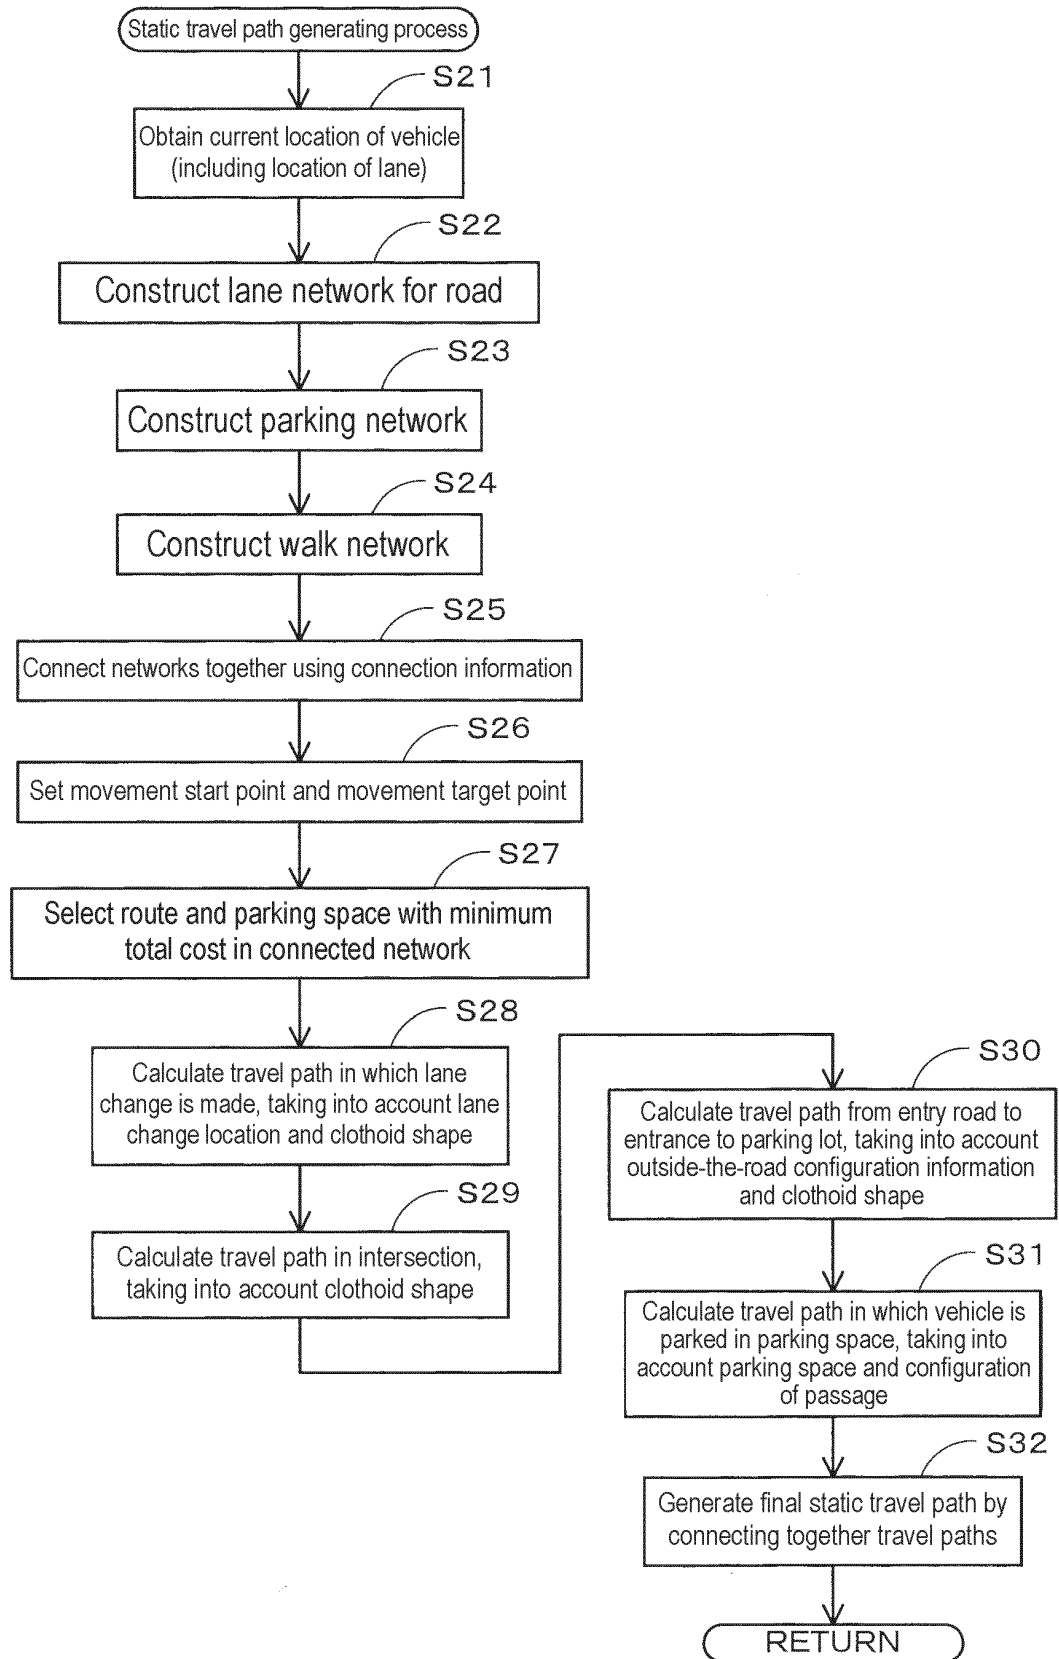 Static travel path generating process
S21
Obtain current location of vehicle
(including location of lane)
S22
Construct lane network for road
S23
Construct parking network
S24
Construct walk network
S25
Connect networks together using connection information
S26
Set movement start point and movement target point
S27
Select route and parking space with minimum
total cost in connected network
S28
Calculate travel path in which lane
change is made, taking into account lane
change location and clothoid shape
S29
Calculate travel path in intersection,
taking into account clothoid shape
S30
Calculate travel path from entry road to
entrance to parking lot, taking into account
outside-the-road configuration information
and clothoid shape
S31
Calculate travel path in which vehicle is
parked in parking space, taking into
account parking space and configuration
of passage
S32
Generate final static travel path by
connecting together travel paths
RETURN